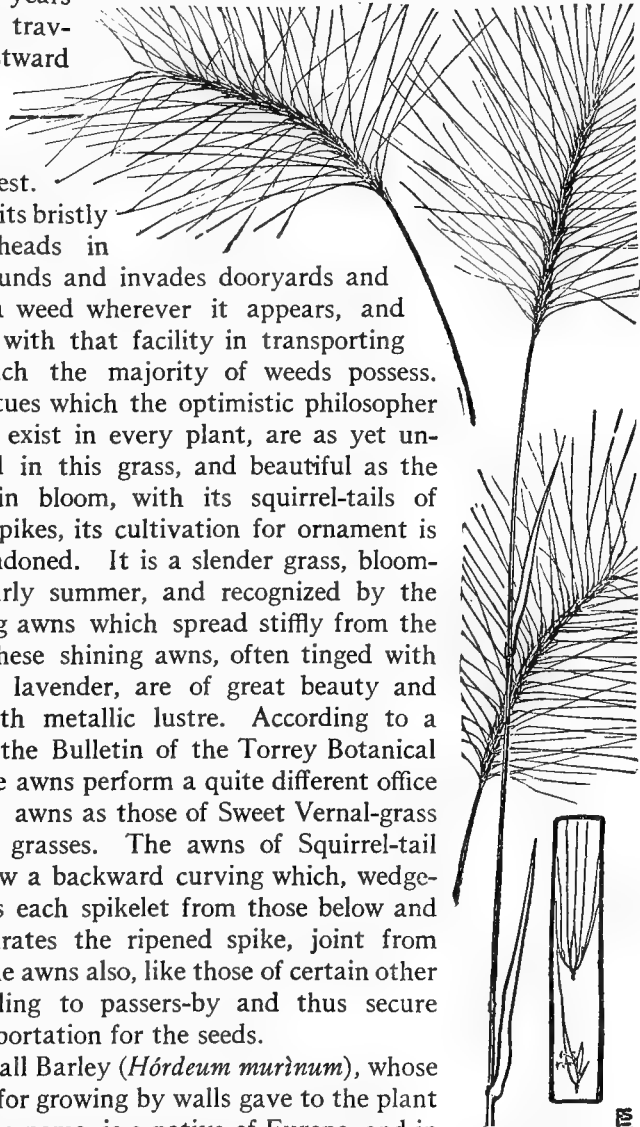 years
trav-
tward
est.
its bristly
heads in
unds and invades dooryards and
weed wherever it appears, and
with that facility in transporting
ch the majority of weeds possess.
tues which the optimistic philosopher
exist in every plant, are as yet un-
l in this grass, and beautiful as the
in bloom, with its squirrel-tails of
pikes, its cultivation for ornament is
ndoned. It is a slender grass, bloom-
rly summer, and recognized by the
g awns which spread stiffly from the
hese shining awns, often tinged with
lavender, are of great beauty and
th metallic lustre. According to a
the Bulletin of the Torrey Botanical
e awns perform a quite different office
awns as those of Sweet Vernal-grass
grasses. The awns of Squirrel-tail
w a backward curving which, wedge-
s each spikelet from those below and
rates the ripened spike, joint from
e awns also, like those of certain other
ling to passers-by and thus secure
portation for the seeds.
all Barley (Hórdeum murìnum), whose
for growing by walls gave to the plant
is a native of Europe, and is